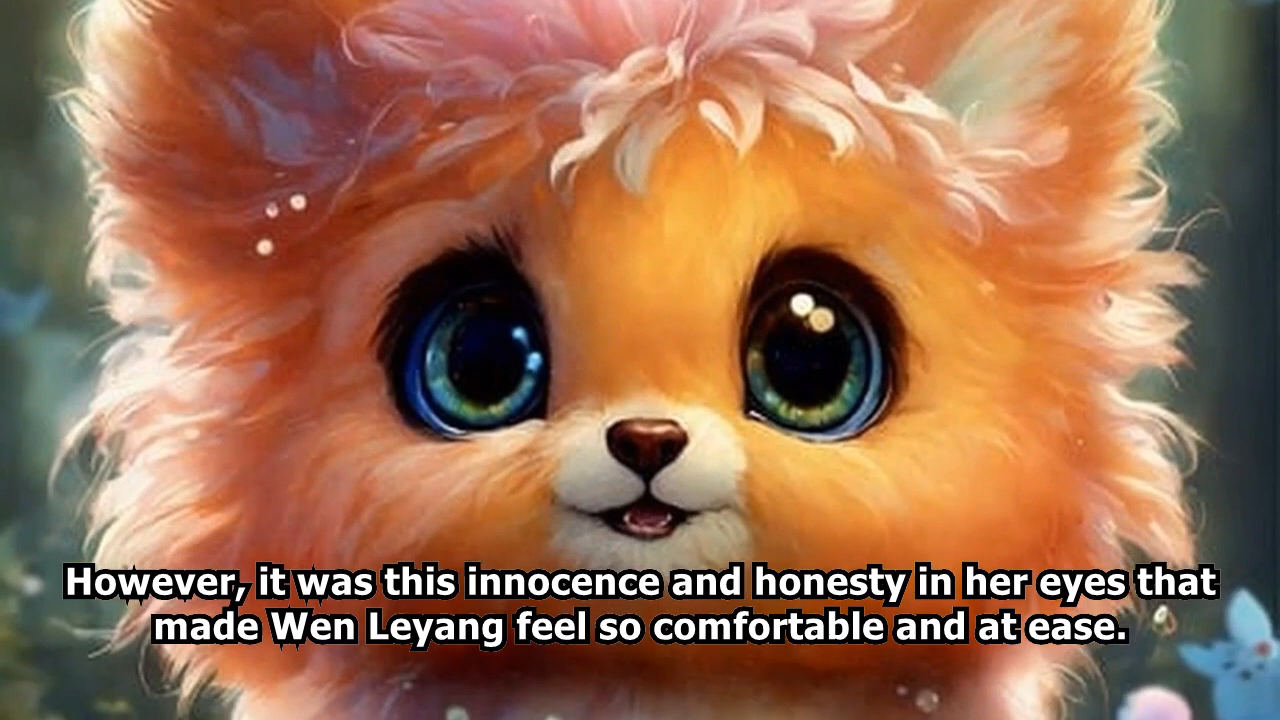 However, it was this innocence and honesty in her eyes that
made Wen Leyang feel so comfortable and at ease.